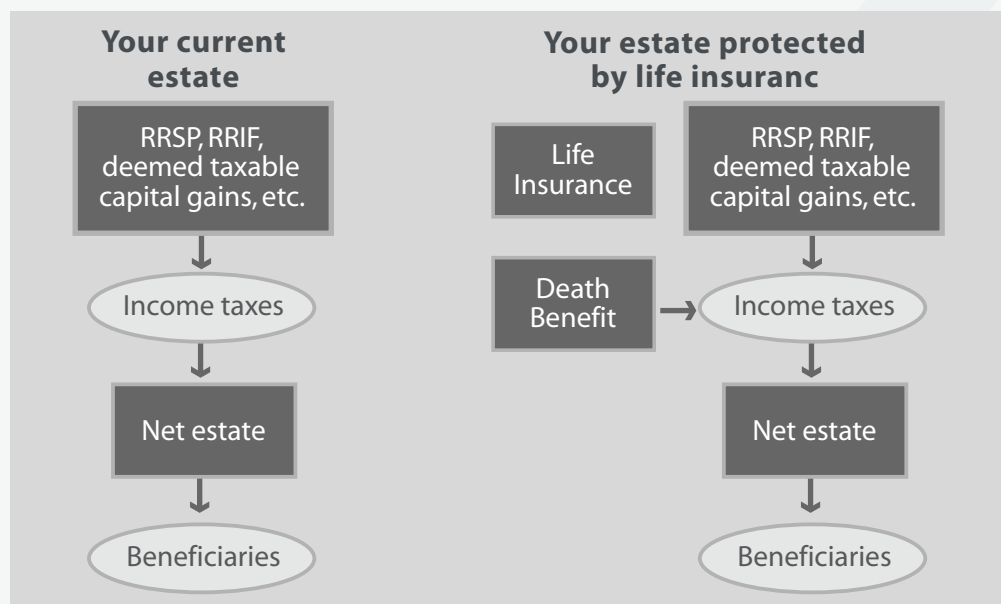 Your current
estate
RRSP, RRIF,
deemed taxable
capital gains, etc.
Income taxes
Net estate
Beneficiaries
Your estate protected
by life insuranc
Life
Insurance
RRSP, RRIF,
deemed taxable
capital gains, etc.
Death
Benefit
Income taxes
Net estate
Beneficiaries